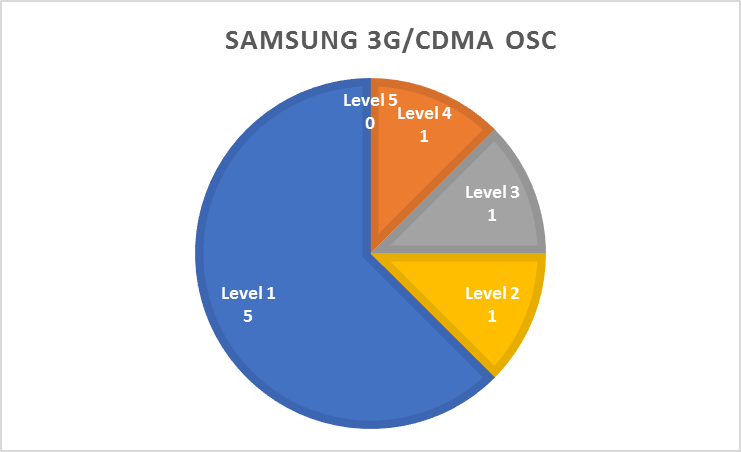 SAMSUNG 3G/CDMA OSC
Level 5
0
Level 4
1
Level 3
1
Level 2
1
Level 1
5